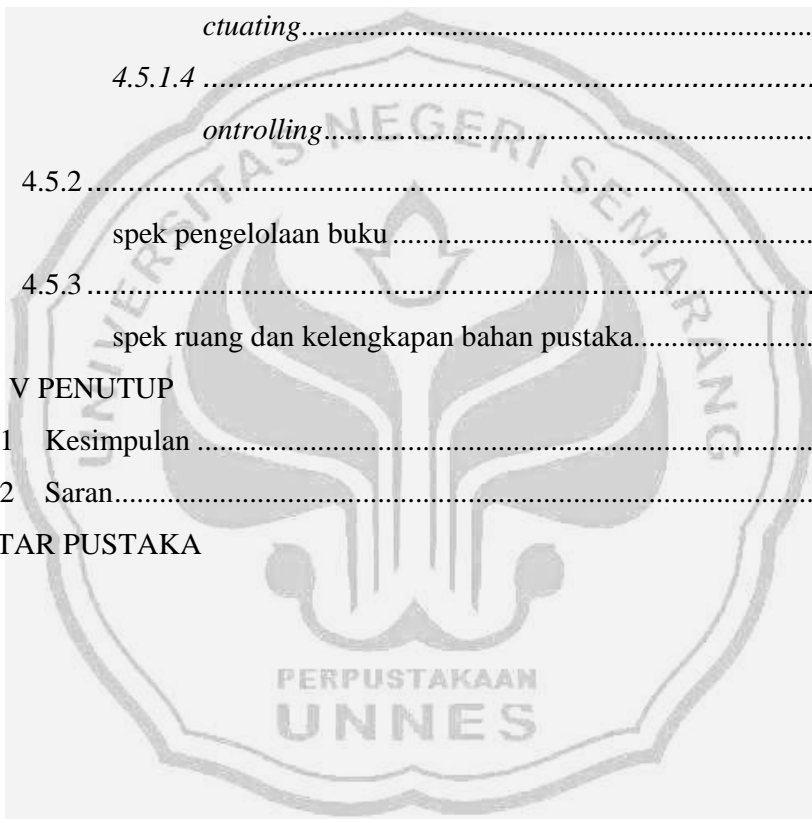 ctuating
4.5.1.4
ontrolling
4.5.2
spek pengelolaan buku
4.5.3
spek ruang dan kelengkapan bahan pustaka
V PENUTUP
1 Kesimpulan
2 Saran
TAR PUSTAKA
UNIVERSITAS NEGERI SEMARANG
PERPUSTAKAAN
UNNES